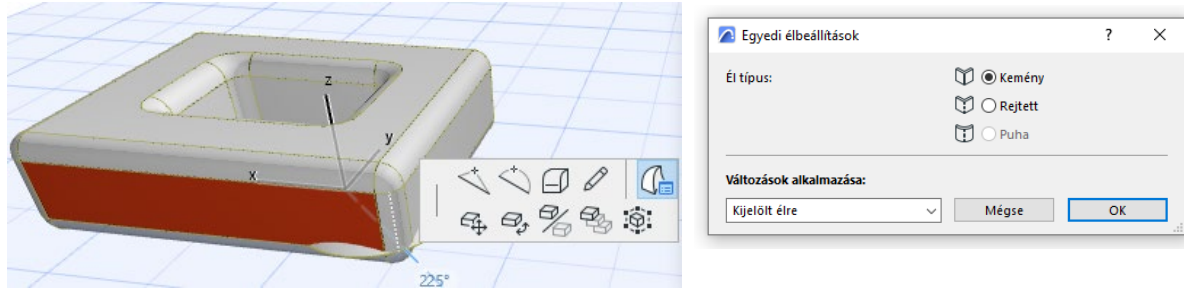 z
y
x
225°
Egyedi élbeállítások
?
Él típus:
Kemény
Rejtett
Puha
Változások alkalmazása:
Kijelölt élre
Mégse
OK